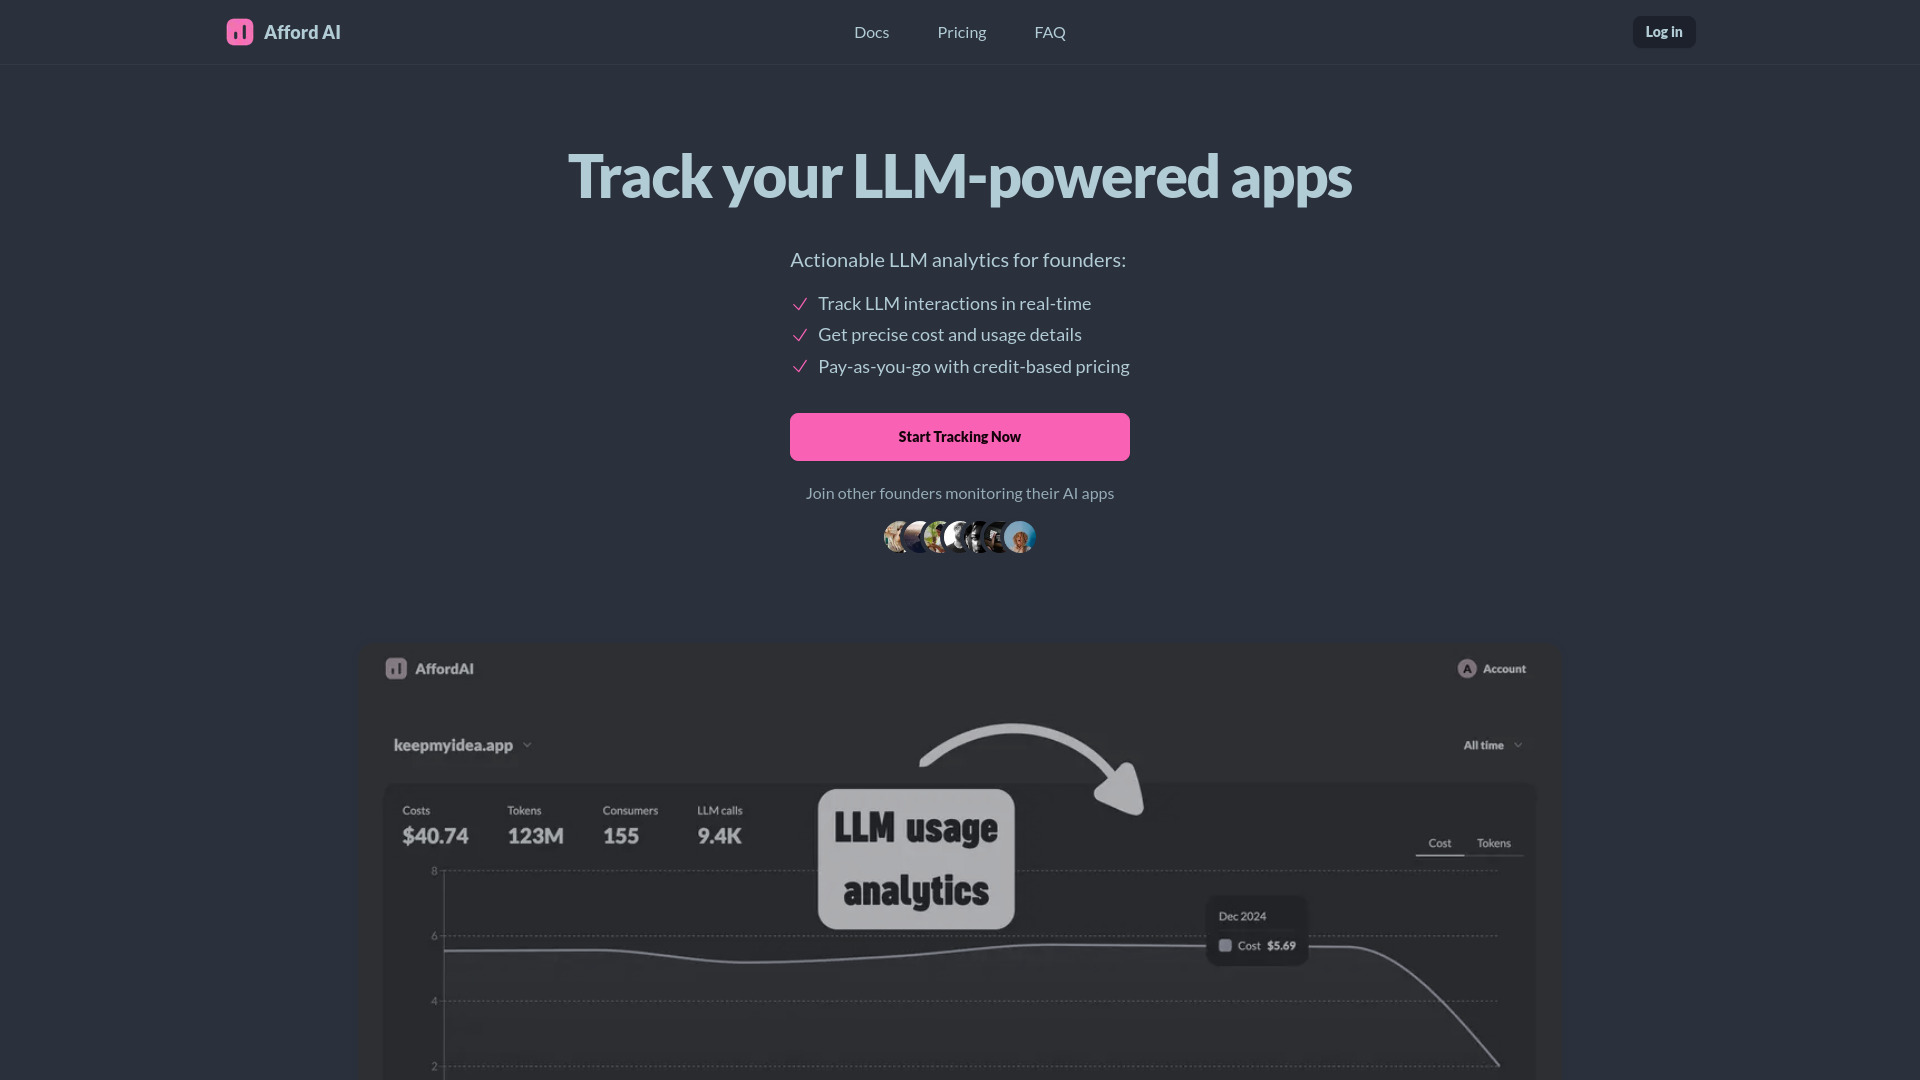 Afford AI
Docs
Pricing
FAQ
Log in
Track your LLM-powered apps
Actionable LLM analytics for founders:
Track LLM interactions in real-time
Get precise cost and usage details
Pay-as-you-go with credit-based pricing
Start Tracking Now
Join other founders monitoring their AI apps
AffordAI
A Account
keepmyidea.app
All time
Costs
Tokens
Consumers
LLM calls
$40.74
123M
155
9.4K
LLM usage
analytics
Cost
Tokens
8
Dec 2024
6
Cost $5.69
4
2